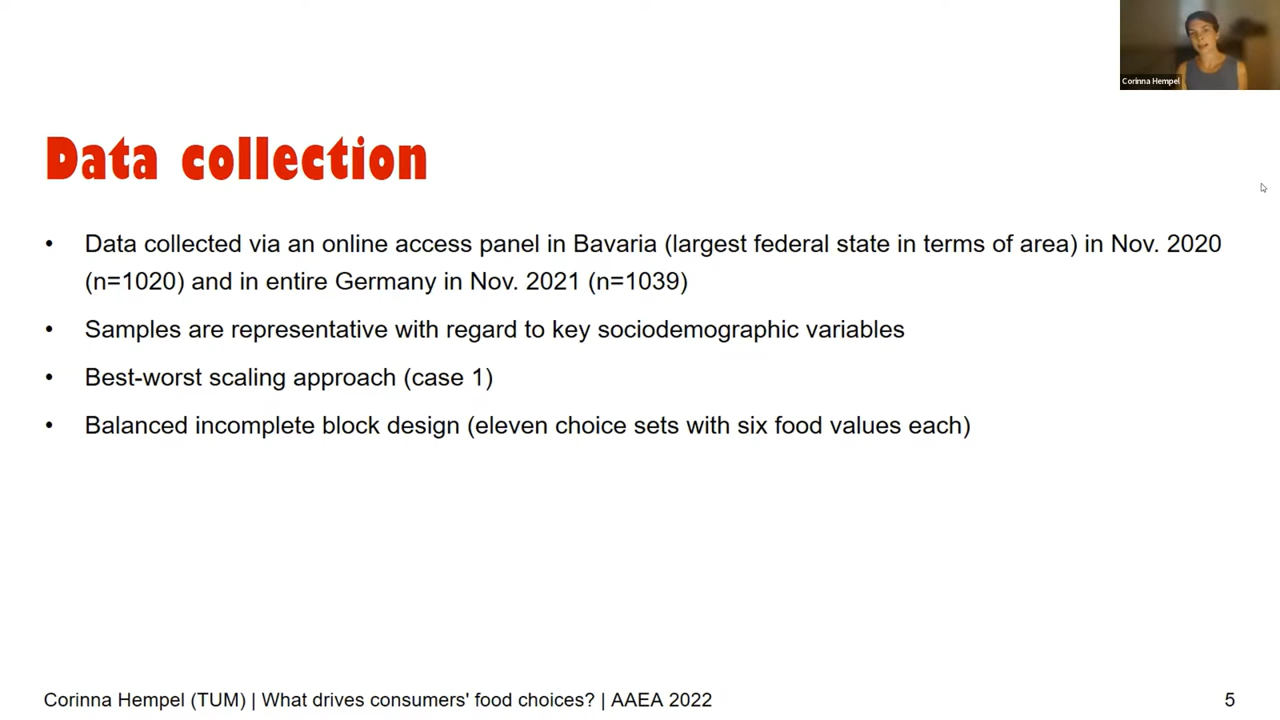 Corinna Hempel
Data collection
• Data collected via an online access panel in Bavaria (largest federal state in terms of area) in Nov. 2020
(n=1020) and in entire Germany in Nov. 2021 (n=1039)
• Samples are representative with regard to key sociodemographic variables
• Best-worst scaling approach (case 1)
• Balanced incomplete block design (eleven choice sets with six food values each)
Corinna Hempel (TUM) | What drives consumers' food choices? | AAEA 2022
5